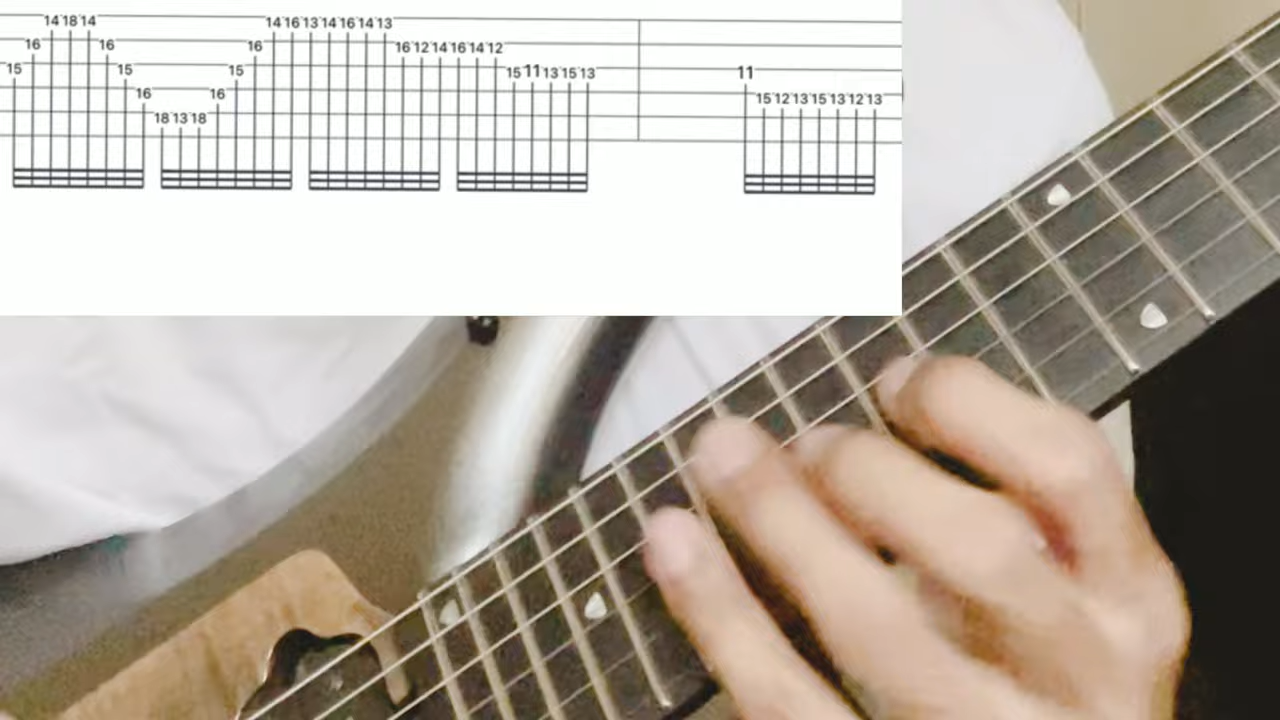 14 18 14 14 16 13 14 16 14 13
16 16 16 16 12 14 16 14 12
15 15 15 15 11 13 15 13 11
16 16 15 12 13 15 13 12 13
18 13 18